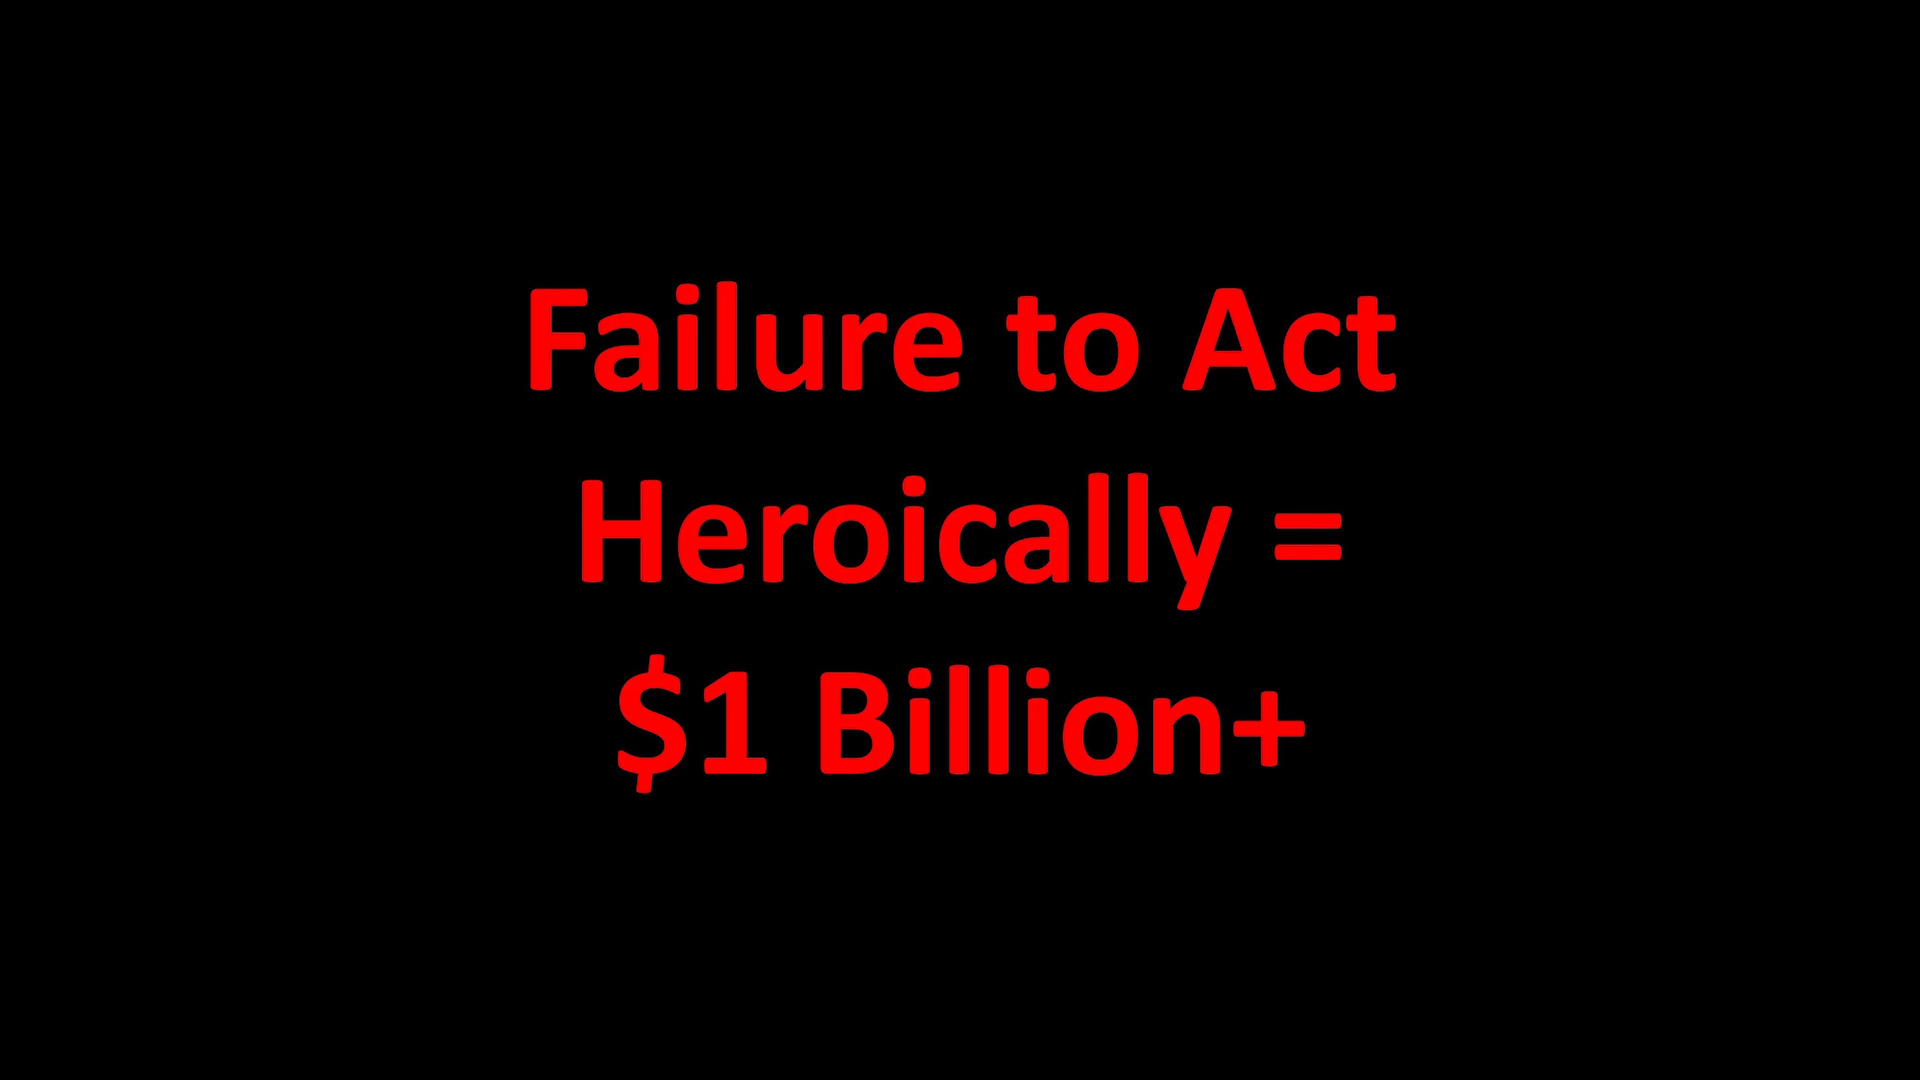 Failure to Act
Heroically =
$1 Billion+